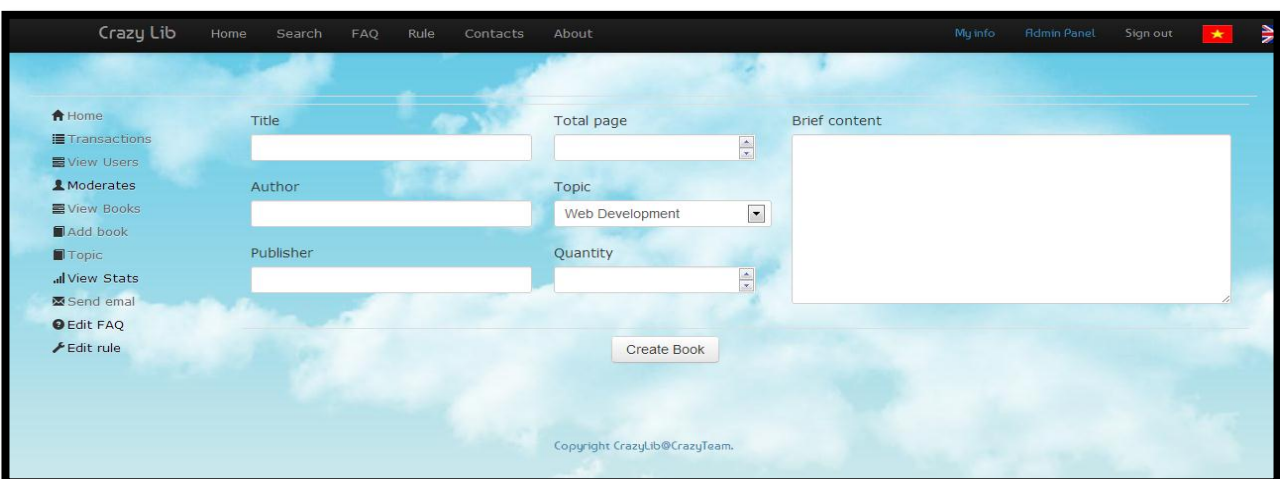 Crazy Lib Home Search FAQ Rule Contacts About My info Admin Panel Sign out
Home
Transactions
View Users
Moderates
View Books
Add book
Topic
View Stats
Send emal
Edit FAQ
Edit rule
Title Total page Brief content
Author Topic
Web Development
Publisher Quantity
Create Book
Copyright CrazyLib@CrazyTeam.